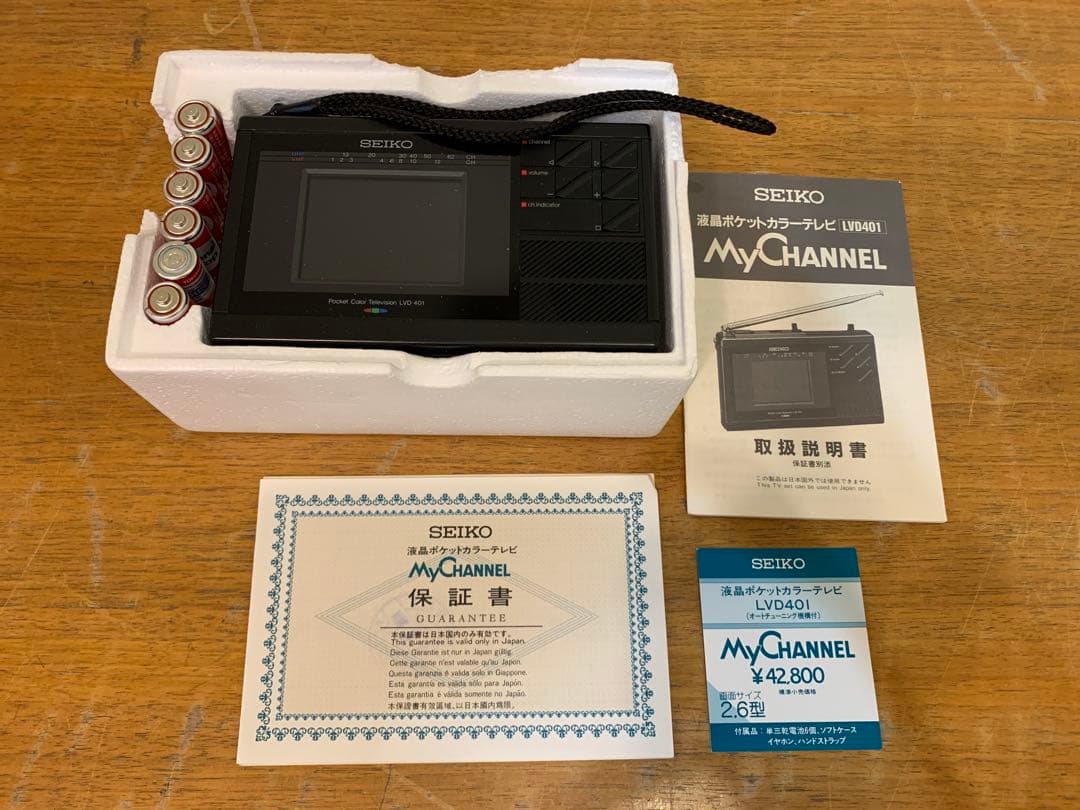 SEIKO
UHF - 13 20 30 40 50 62 CH
VHF 1 2 3 4 6 8 10 12 CH
channel
volume
- +
ch.indicator
Pocket Color Television LVD 401
SEIKO
液晶ポケットカラーテレビ LVD401
MyCHANNEL
SEIKO
取扱説明書
保証書別添
この製品は日本国外では使用できません
This TV set can be used in Japan only.
SEIKO
液晶ポケットカラーテレビ
MyCHANNEL
保証書
GUARANTEE
本保証書は日本国内のみ有効です。
This guarantee is valid only in Japan.
Diese Garantie ist nur in Japan gültig.
Cette garantie n'est valable qu'au Japon.
Questa garanzia è valida solo in Giappone.
Esta garantía es válida sólo para Japón.
Esta garantia é válida somente no Japão.
本保證書有效區域、以日本國內爲限。
SEIKO
液晶ポケットカラーテレビ
LVD401
(オートチューニング機構付)
MyCHANNEL
¥42,800
標準小売価格
画面サイズ
2.6型
付属品：単三乾電池6個、ソフトケース
イヤホン、ハンドストラップ